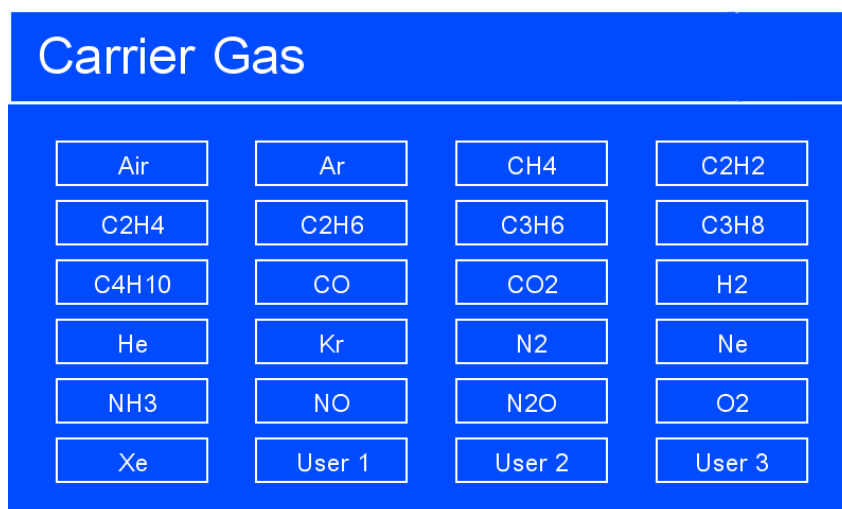 Carrier Gas
Air Ar CH4 C2H2
C2H4 C2H6 C3H6 C3H8
C4H10 CO CO2 H2
He Kr N2 Ne
NH3 NO N2O O2
Xe User 1 User 2 User 3